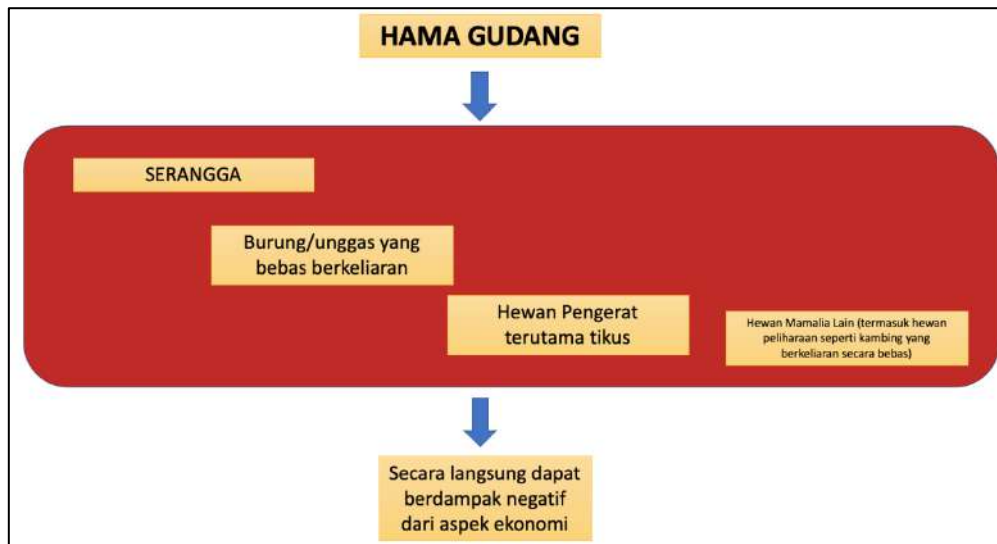 HAMA GUDANG
SERANGGA
Burung/unggas yang
bebas berkeliaran
Hewan Pengerat
terutama tikus
Hewan Mamalia Lain (termasuk hewan
peliharaan seperti kambing yang
berkeliaran secara bebas)
Secara langsung dapat
berdampak negatif
dari aspek ekonomi